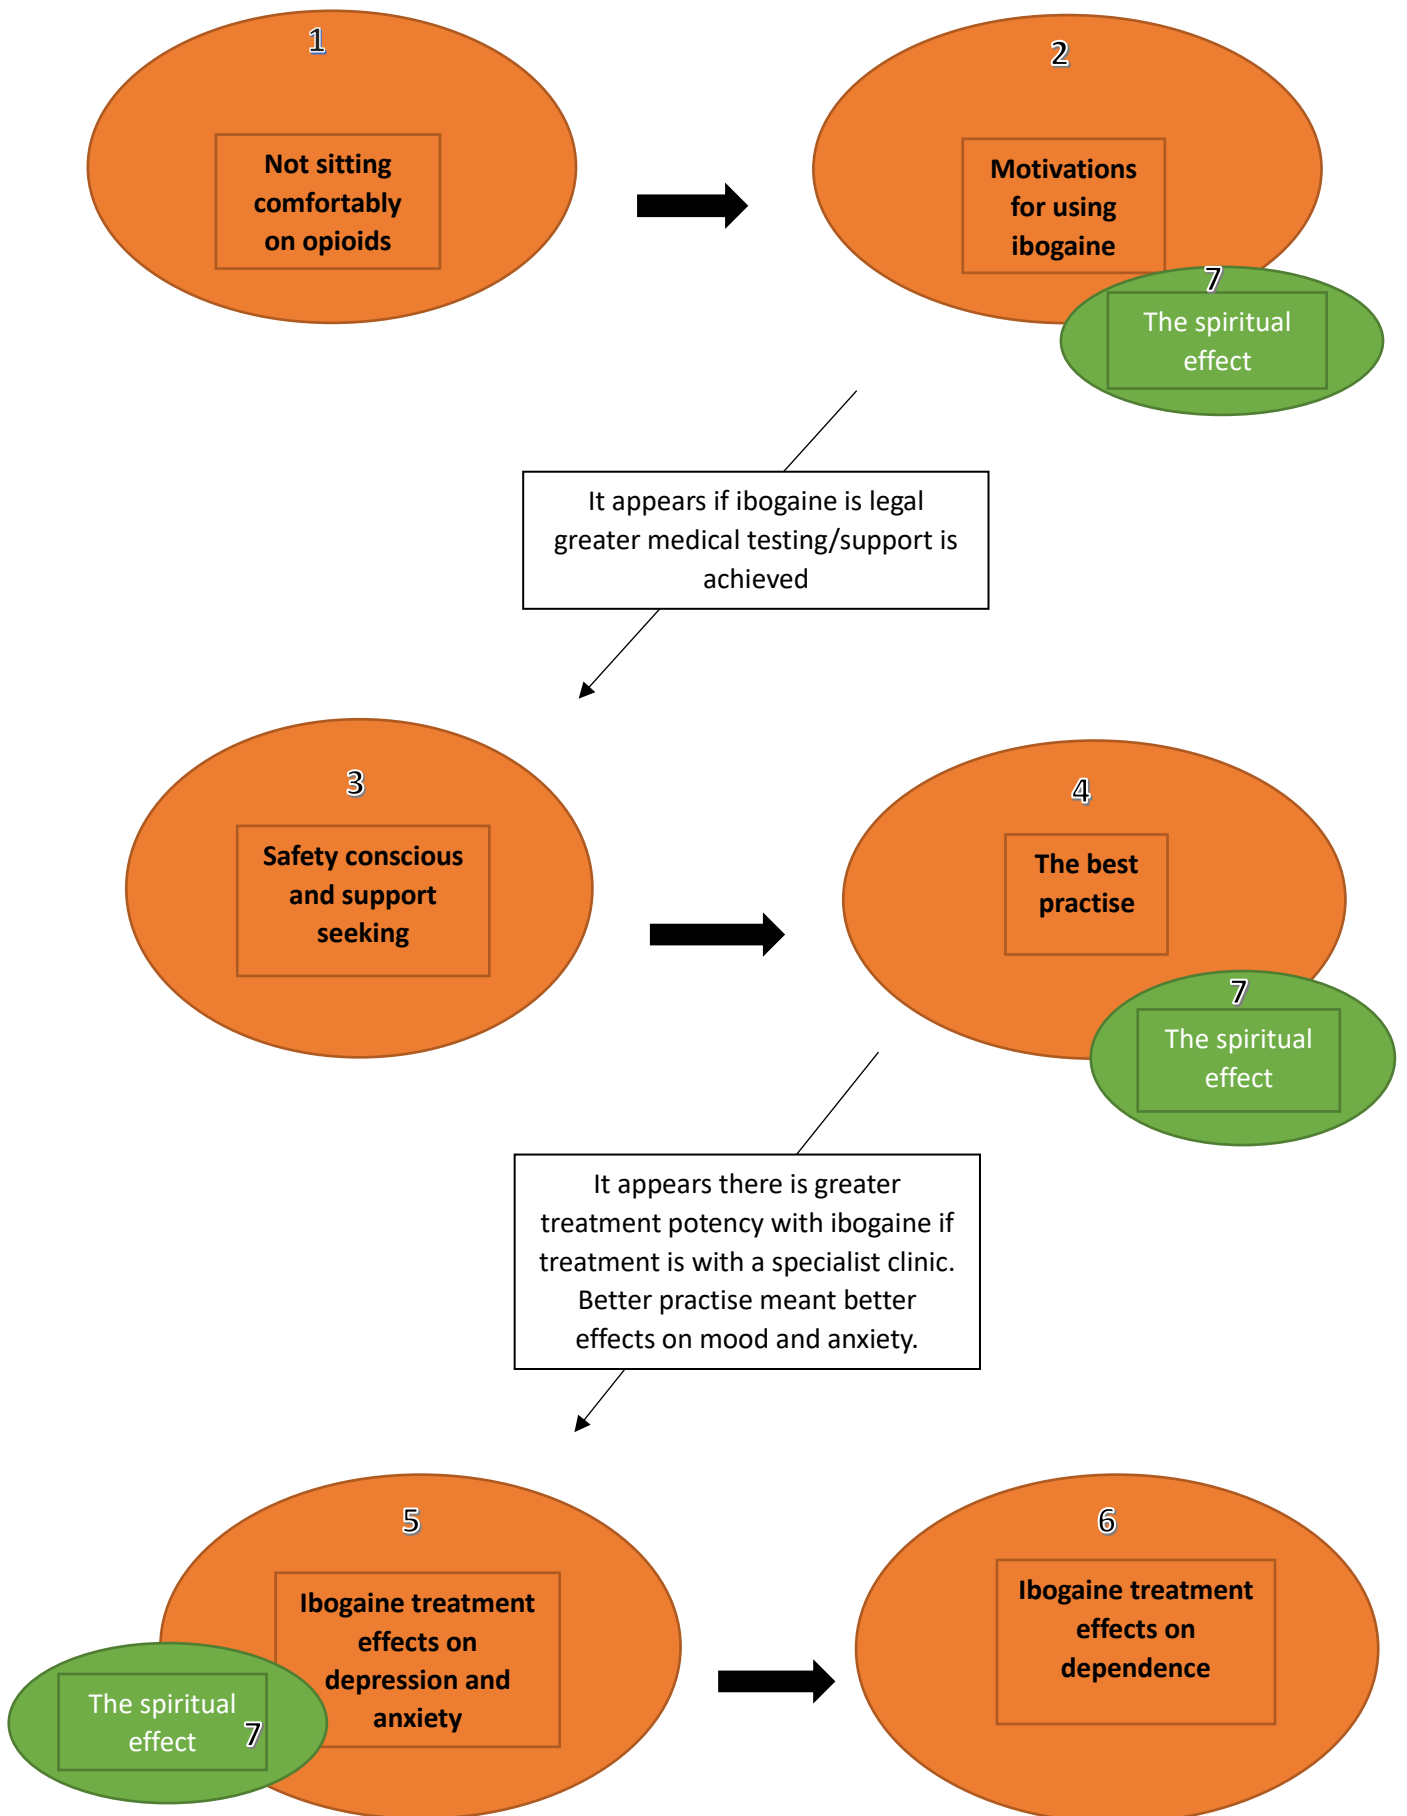 1
Not sitting
comfortably
on opioids
2
Motivations
for using
ibogaine
7
The spiritual
effect
It appears if ibogaine is legal
greater medical testing/support is
achieved
3
Safety conscious
and support
seeking
4
The best
practise
7
The spiritual
effect
It appears there is greater
treatment potency with ibogaine if
treatment is with a specialist clinic.
Better practise meant better
effects on mood and anxiety.
5
Ibogaine treatment
effects on
depression and
anxiety
The spiritual
effect 7
6
Ibogaine treatment
effects on
dependence